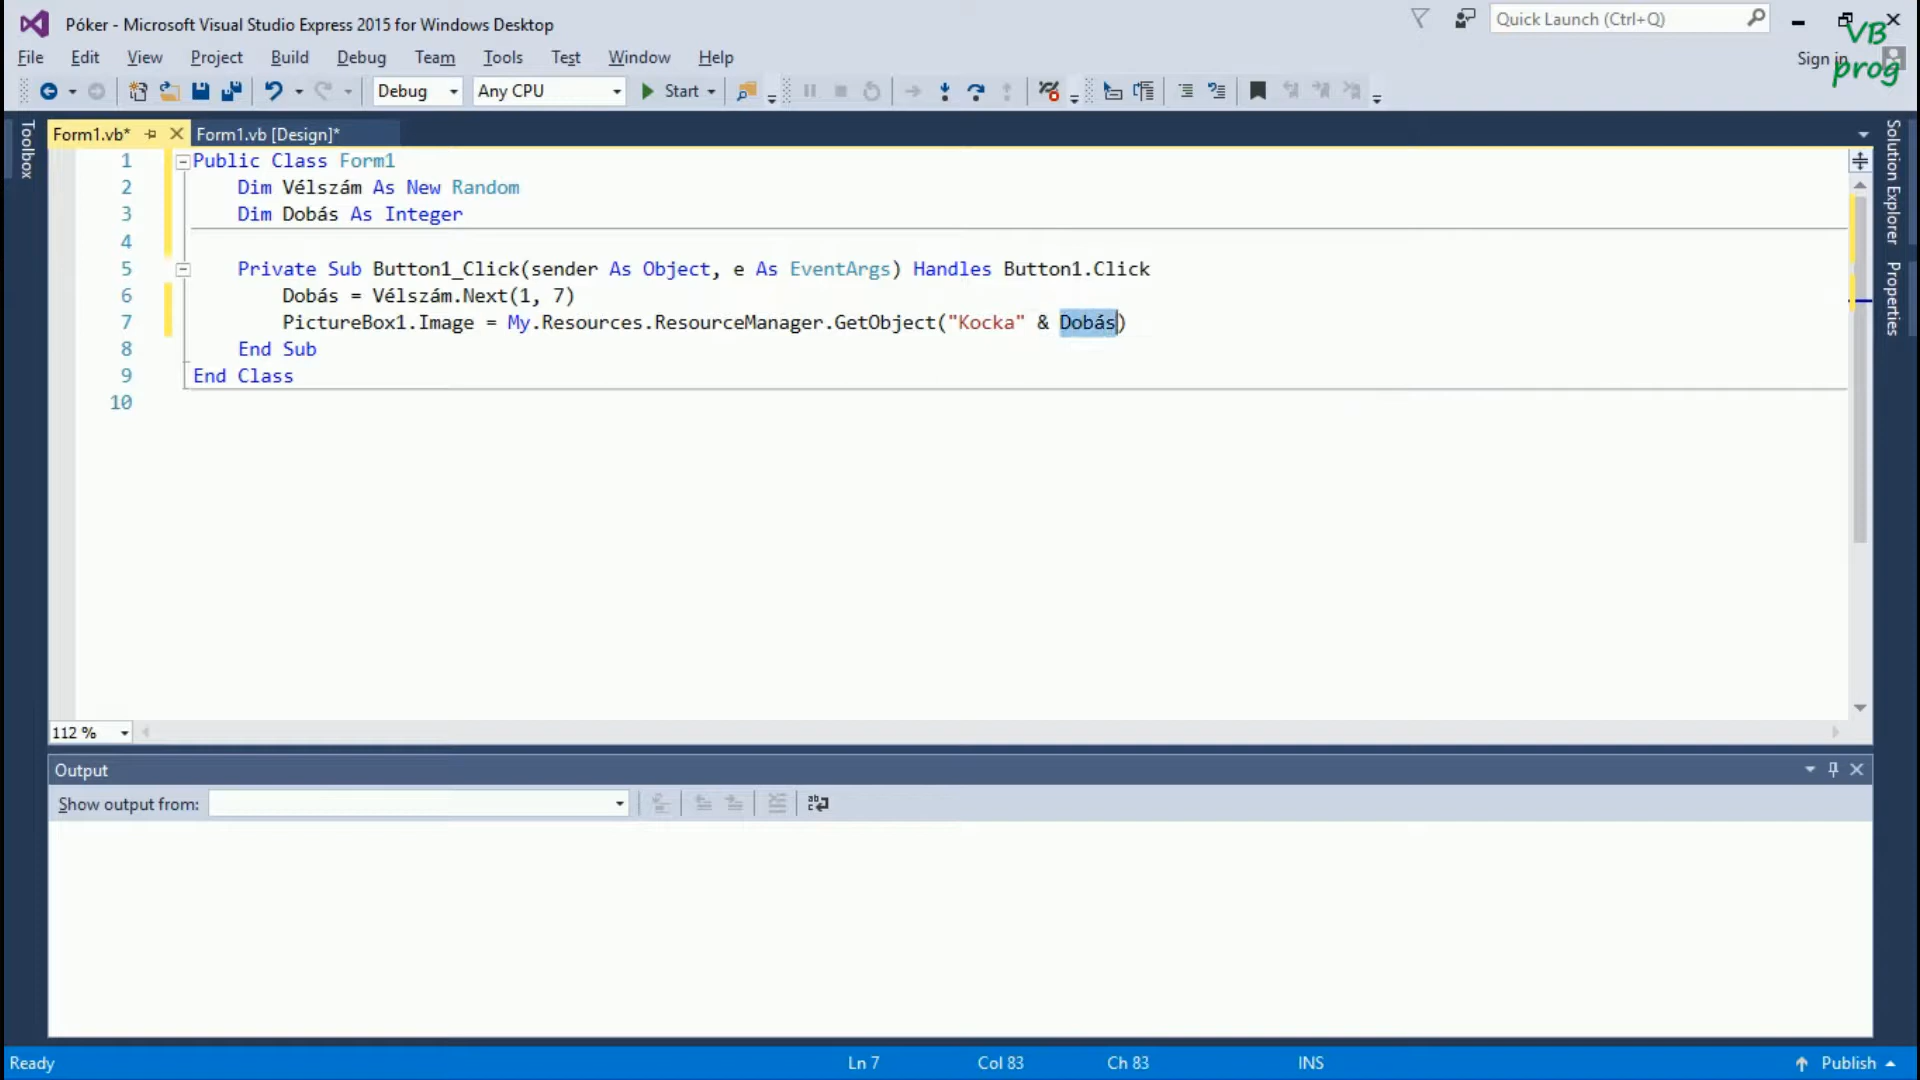 Póker - Microsoft Visual Studio Express 2015 for Windows Desktop
Quick Launch (Ctrl+Q)
VB
prog
File Edit View Project Build Debug Team Tools Test Window Help
Sign in
Debug Any CPU Start
Toolbox
Form1.vb* Form1.vb [Design]*
Solution Explorer
Properties
1 Public Class Form1
2 Dim Vélszám As New Random
3 Dim Dobás As Integer
4
5 Private Sub Button1_Click(sender As Object, e As EventArgs) Handles Button1.Click
6 Dobás = Vélszám.Next(1, 7)
7 PictureBox1.Image = My.Resources.ResourceManager.GetObject("Kocka" & Dobás)
8 End Sub
9 End Class
10
112 %
Output
Show output from:
Ready Ln 7 Col 83 Ch 83 INS Publish